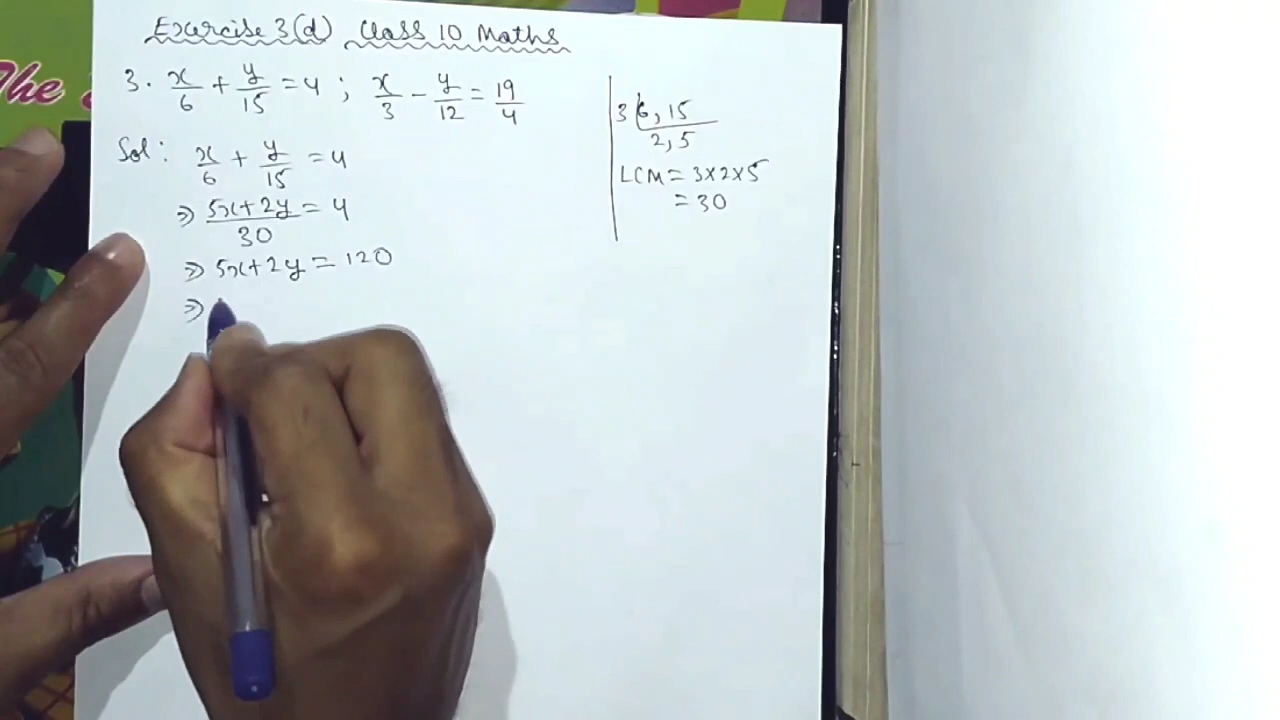 The
Exercise 3(d) Class 10 Maths
3. x/6 + y/15 = 4 ; x/3 - y/12 = 19/4
Sol: x/6 + y/15 = 4
⇒ 5x+2y/30 = 4
⇒ 5x+2y = 120
⇒
3 6, 15
2, 5
LCM = 3×2×5
= 30